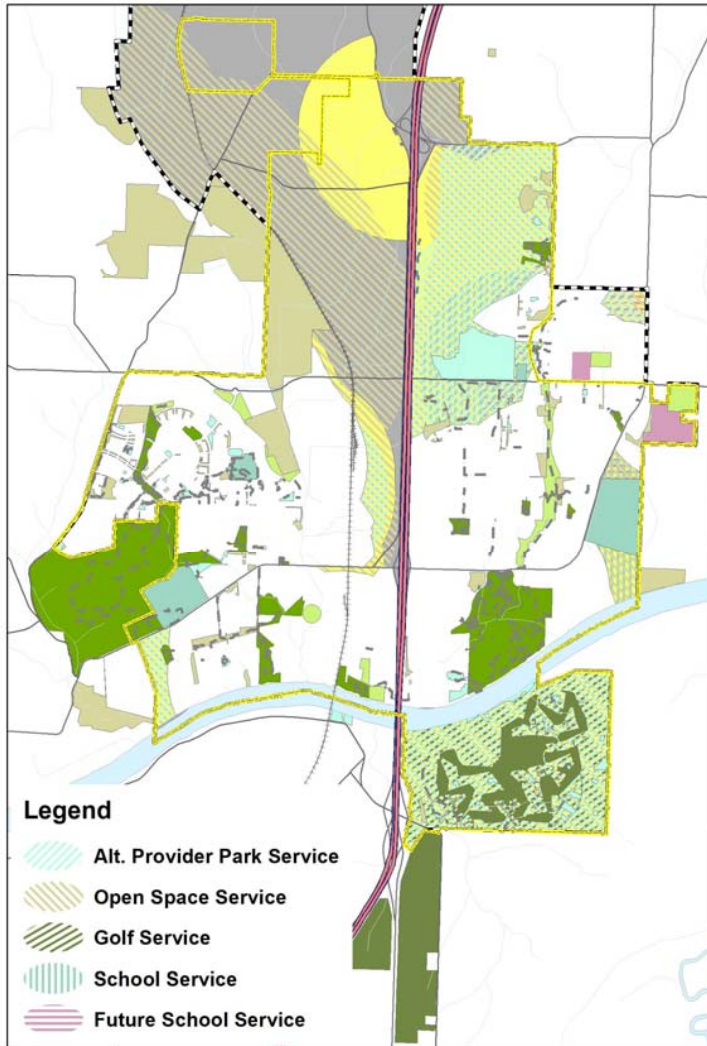 Legend
Alt. Provider Park Service
Open Space Service
Golf Service
School Service
Future School Service